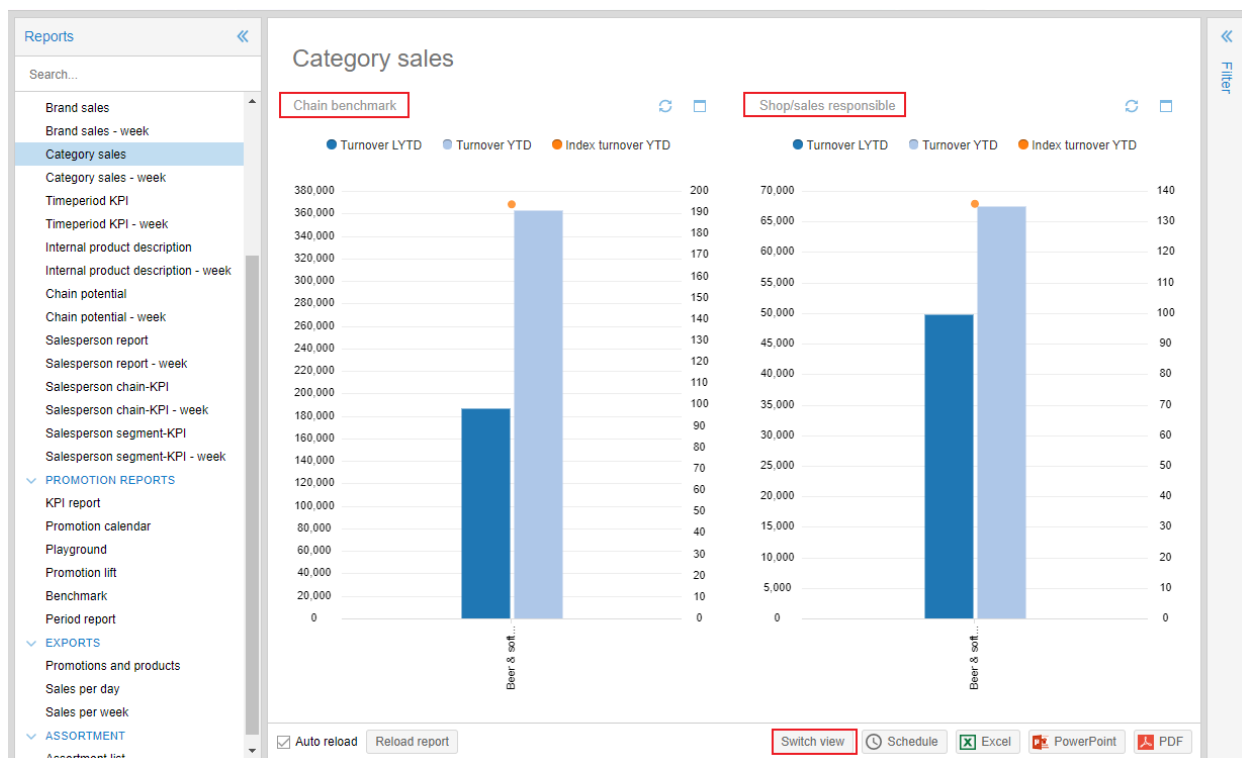 Reports
Search...
Brand sales
Brand sales - week
Category sales
Category sales - week
Timeperiod KPI
Timeperiod KPI - week
Internal product description
Internal product description - week
Chain potential
Chain potential - week
Salesperson report
Salesperson report - week
Salesperson chain-KPI
Salesperson chain-KPI - week
Salesperson segment-KPI
Salesperson segment-KPI - week
PROMOTION REPORTS
KPI report
Promotion calendar
Playground
Promotion lift
Benchmark
Period report
EXPORTS
Promotions and products
Sales per day
Sales per week
ASSORTMENT
Assortment list
Category sales
Chain benchmark
Turnover LYTD Turnover YTD Index turnover YTD
380,000
360,000
340,000
320,000
300,000
280,000
260,000
240,000
220,000
200,000
180,000
160,000
140,000
120,000
100,000
80,000
60,000
40,000
20,000
0
200
190
180
170
160
150
140
130
120
110
100
90
80
70
60
50
40
30
20
10
0
Beer & soft...
Shop/sales responsible
Turnover LYTD Turnover YTD Index turnover YTD
70,000
65,000
60,000
55,000
50,000
45,000
40,000
35,000
30,000
25,000
20,000
15,000
10,000
5,000
0
140
130
120
110
100
90
80
70
60
50
40
30
20
10
0
Beer & soft...
Auto reload Reload report Switch view Schedule Excel PowerPoint PDF
Filter